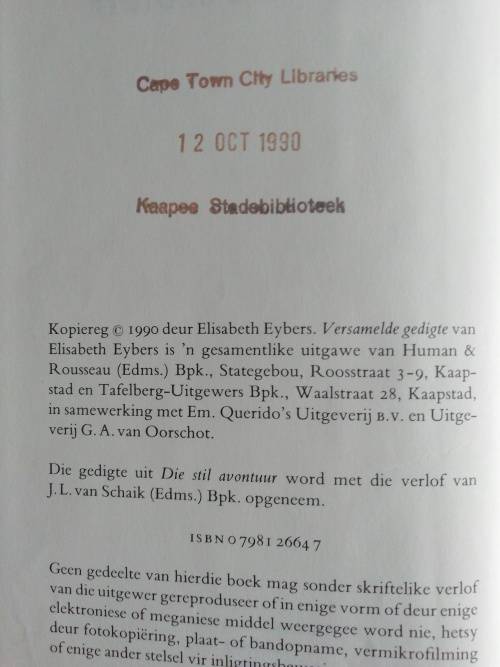 Cape Town City Libraries
12 OCT 1990
Kaapse Stadsbiblioteek
Kopiereg © 1990 deur Elisabeth Eybers. Versamelde gedigte van
Elisabeth Eybers is 'n gesamentlike uitgawe van Human &
Rousseau (Edms.) Bpk., Stategebou, Roosstraat 3-9, Kaap-
stad en Tafelberg-Uitgewers Bpk., Waalstraat 28, Kaapstad,
in samewerking met Em. Querido's Uitgeverij B.V. en Uitge-
verij G. A. van Oorschot.
Die gedigte uit Die stil avontuur word met die verlof van
J. L. van Schaik (Edms.) Bpk. opgeneem.
ISBN 0 7981 2664 7
Geen gedeelte van hierdie boek mag sonder skriftelike verlof
van die uitgewer gereproduseer of in enige vorm of deur enige
elektroniese of meganiese middel weergegee word nie, hetsy
deur fotokopiëring, plaat- of bandopname, vermikrofilming
of enige ander stelsel vir